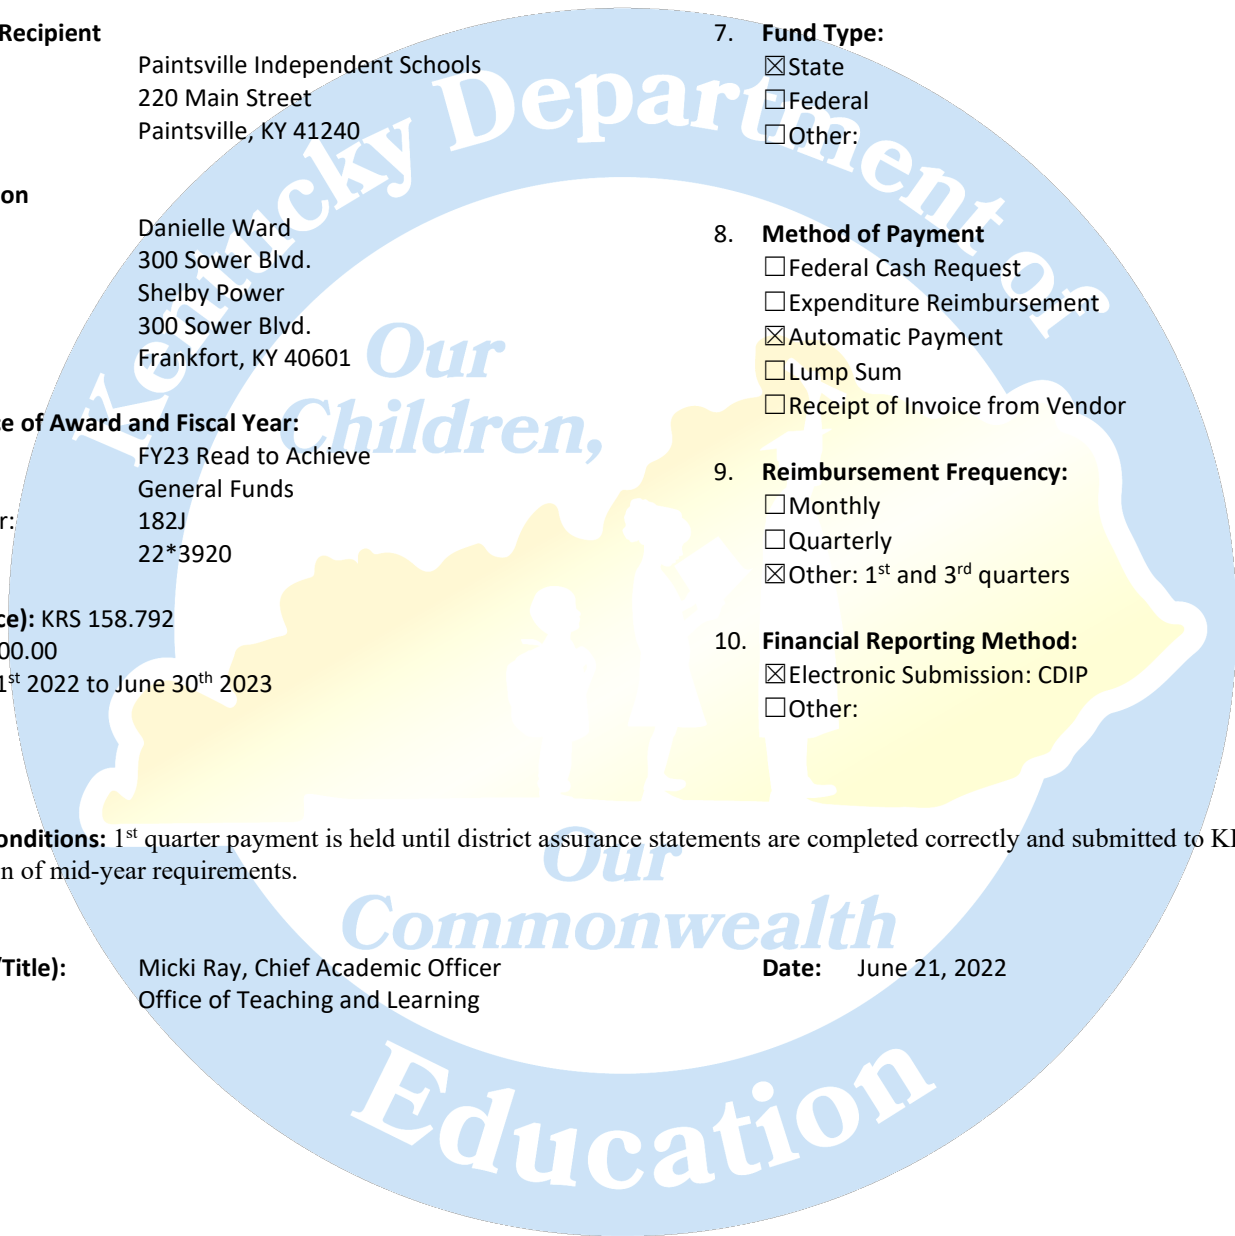 Recipient
Paintsville Independent Schools
220 Main Street
Paintsville, KY 41240
on
Danielle Ward
300 Sower Blvd.
Shelby Power
300 Sower Blvd.
Frankfort, KY 40601
ce of Award and Fiscal Year:
FY23 Read to Achieve
General Funds
r: 182J
22*3920
ce): KRS 158.792
00.00
1st 2022 to June 30th 2023
7. Fund Type:
☒State
☐Federal
☐Other:
8. Method of Payment
☐Federal Cash Request
☐Expenditure Reimbursement
☒Automatic Payment
☐Lump Sum
☐Receipt of Invoice from Vendor
9. Reimbursement Frequency:
☐Monthly
☐Quarterly
☒Other: 1st and 3rd quarters
10. Financial Reporting Method:
☒Electronic Submission: CDIP
☐Other:
onditions: 1st quarter payment is held until district assurance statements are completed correctly and submitted to K
n of mid-year requirements.
/Title): Micki Ray, Chief Academic Officer
Office of Teaching and Learning
Date: June 21, 2022
Kentucky Department of
Education
Our
Children,
Our
Commonwealth